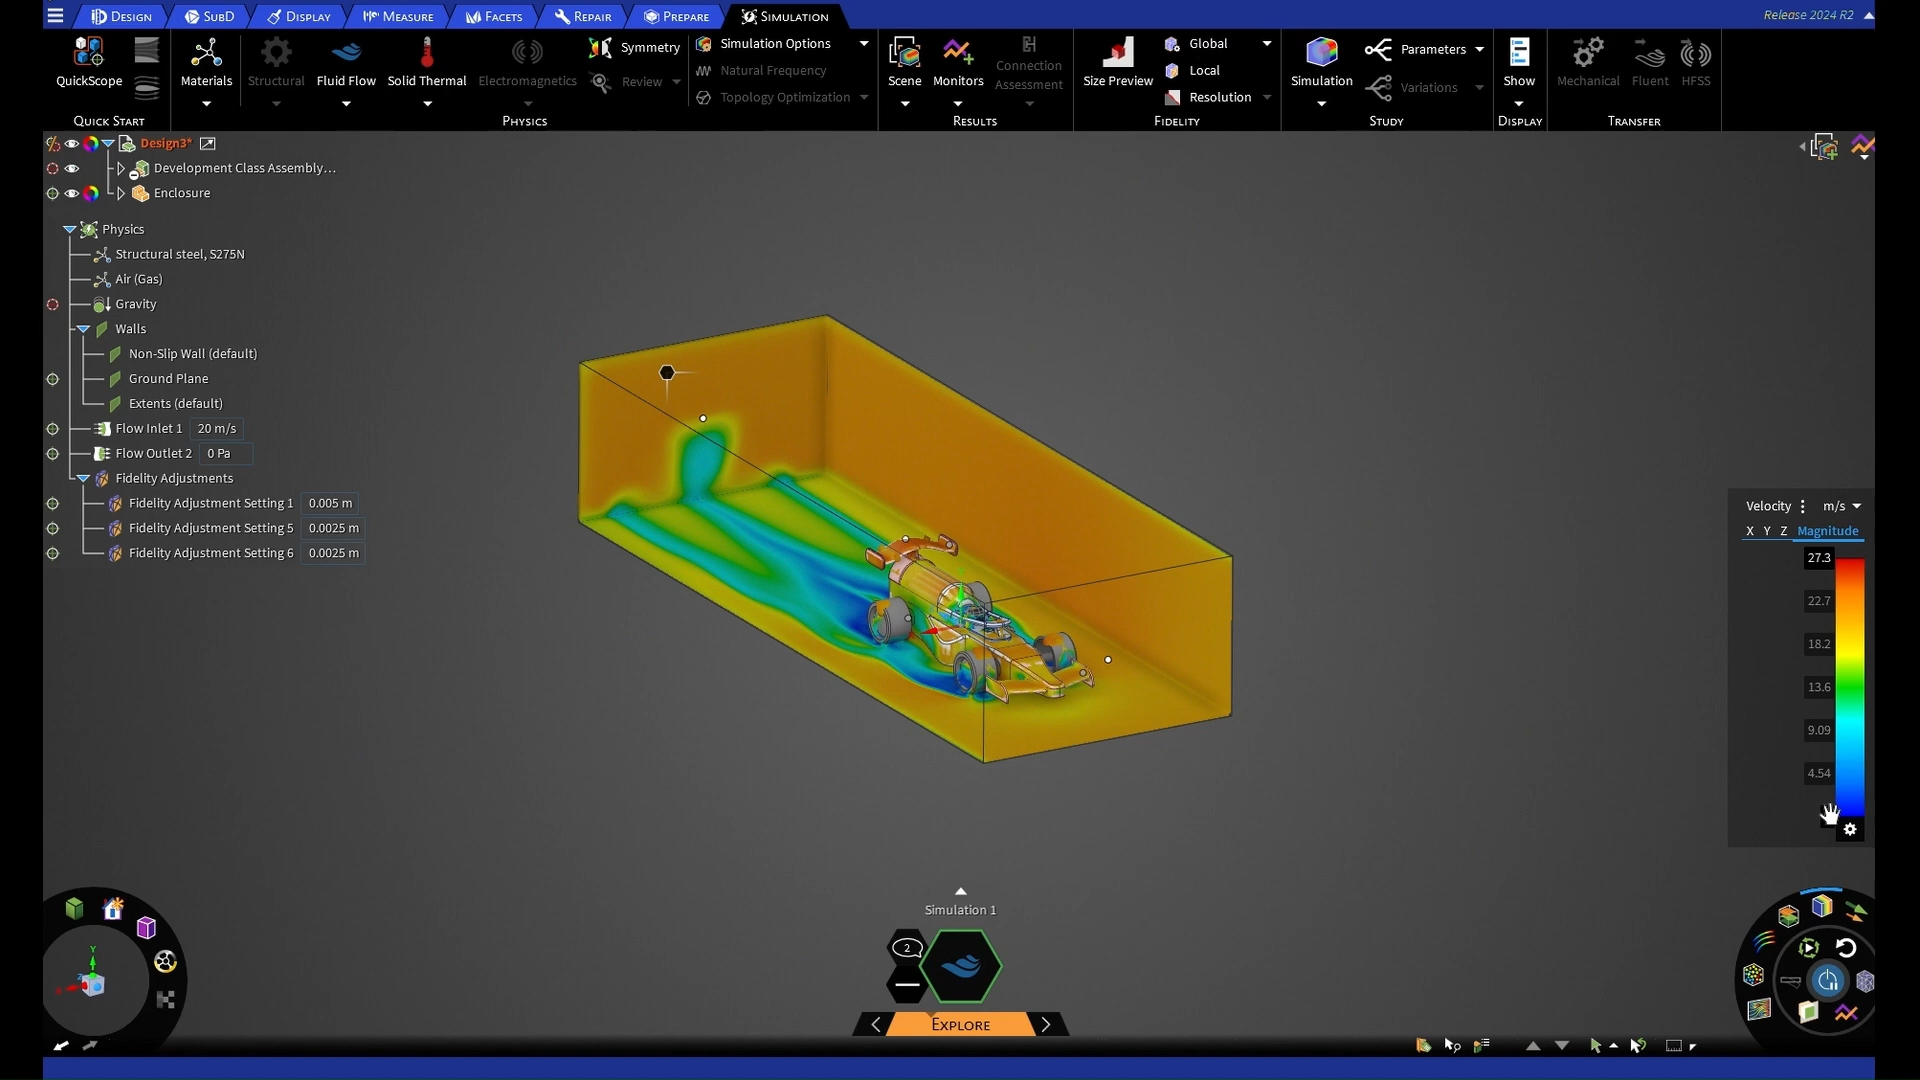 DESIGN SUBD DISPLAY MEASURE FACETS REPAIR PREPARE SIMULATION Release 2024 R2
QuickScope Materials Structural Fluid Flow Solid Thermal Electromagnetics
Symmetry
Review
Simulation Options
Natural Frequency
Topology Optimization
Scene Monitors Connection Assessment
Size Preview
Global
Local
Resolution
Simulation
Parameters
Variations
Show
Mechanical Fluent HFSS
QUICK START PHYSICS RESULTS FIDELITY STUDY DISPLAY TRANSFER
Design3*
Development Class Assembly...
Enclosure
Physics
Structural steel, S275N
Air (Gas)
Gravity
Walls
Non-Slip Wall (default)
Ground Plane
Extents (default)
Flow Inlet 1 20 m/s
Flow Outlet 2 0 Pa
Fidelity Adjustments
Fidelity Adjustment Setting 1 0.005 m
Fidelity Adjustment Setting 5 0.0025 m
Fidelity Adjustment Setting 6 0.0025 m
Velocity m/s
X Y Z Magnitude
27.3
22.7
18.2
13.6
9.09
4.54
Simulation 1
2
EXPLORE
Y